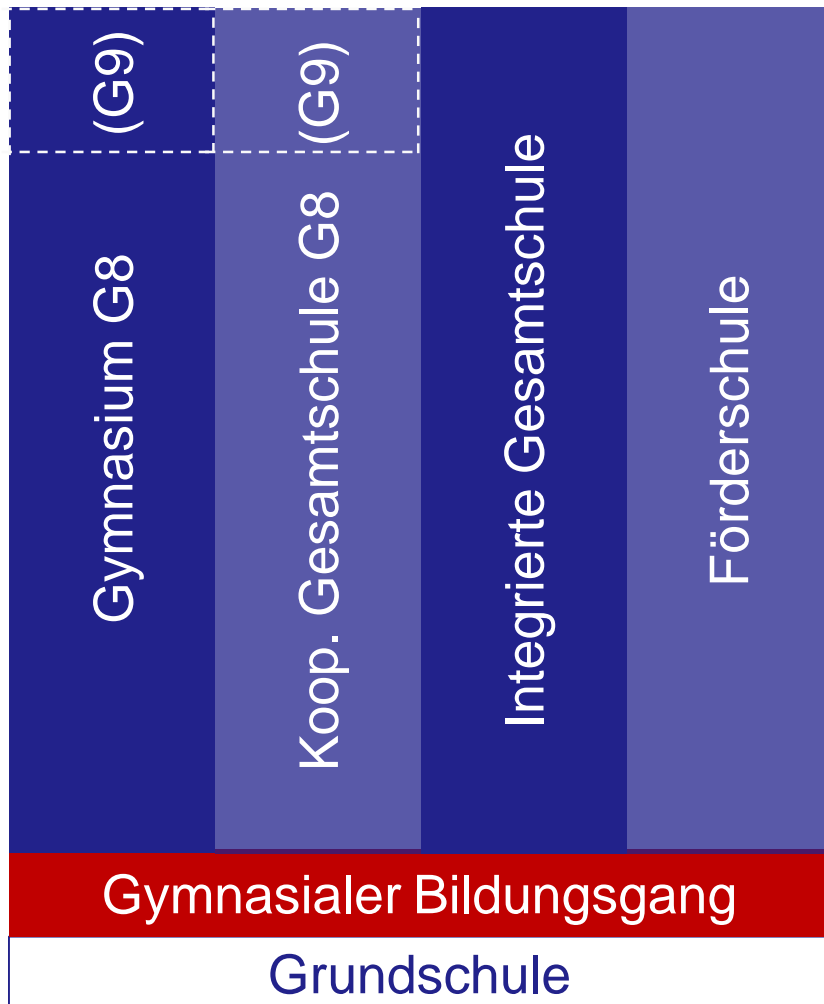 (G9)
Gymnasium G8
(G9)
Koop. Gesamtschule G8
Integrierte Gesamtschule
Förderschule
Gymnasialer Bildungsgang
Grundschule